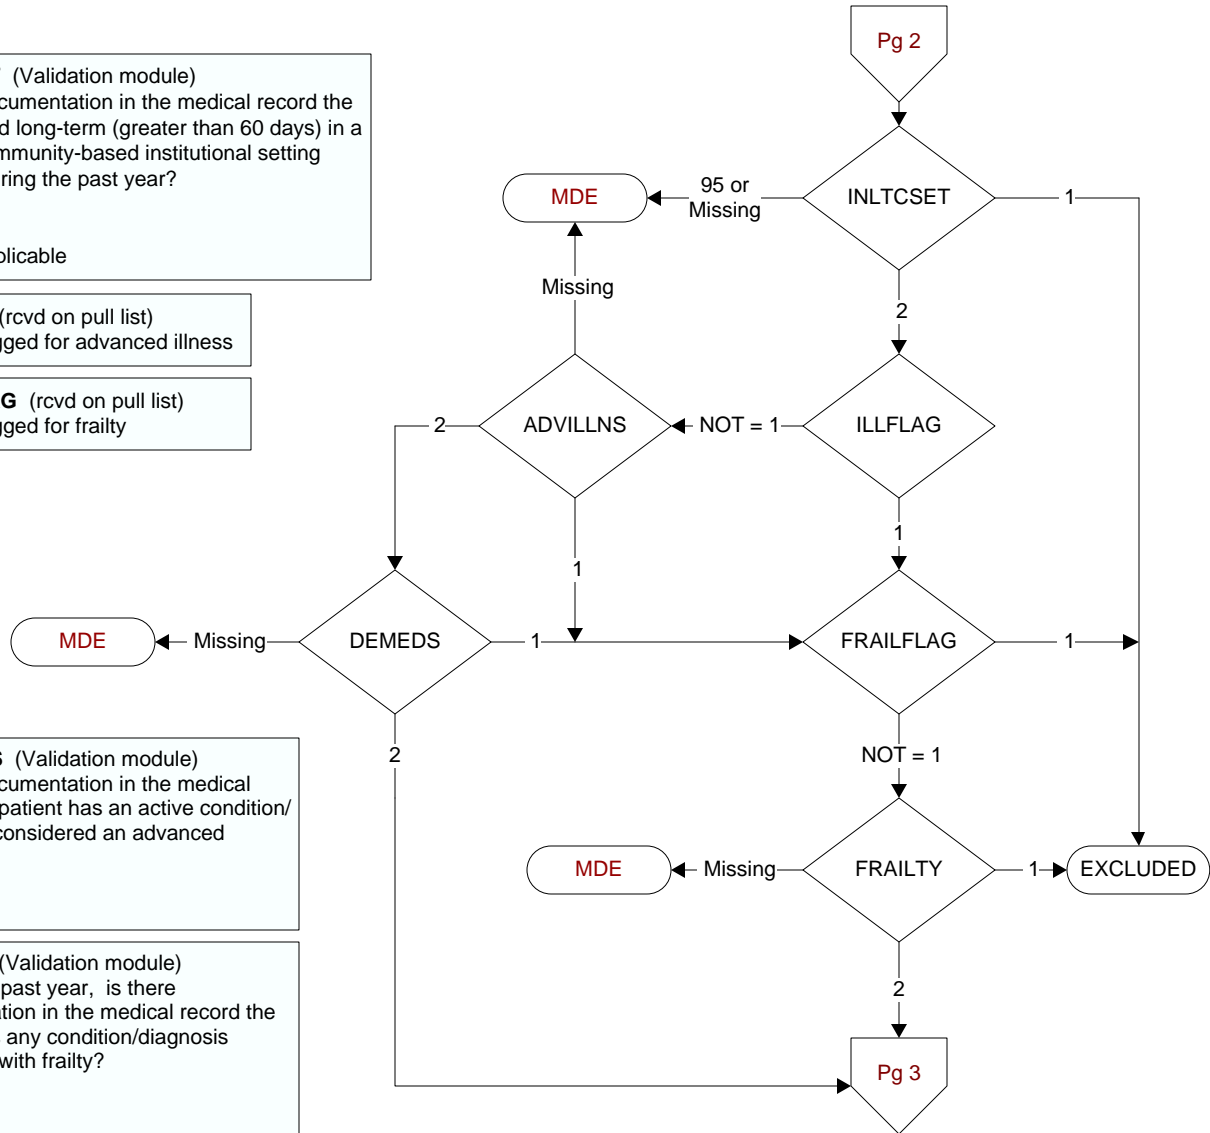 Pg 2
(Validation module)
cumentation in the medical record the
d long-term (greater than 60 days) in a
mmunity-based institutional setting
ring the past year?
olicable
(rcvd on pull list)
gged for advanced illness
G (rcvd on pull list)
gged for frailty
MDE
95 or
Missing
INLTCSET
1
Missing
2
2
ADVILLNS
NOT = 1
ILLFLAG
1
1
MDE
Missing
DEMEDS
1
FRAILFLAG
1
2
NOT = 1
S (Validation module)
cumentation in the medical
patient has an active condition/
considered an advanced
MDE
Missing
FRAILTY
1
EXCLUDED
(Validation module)
past year, is there
ation in the medical record the
s any condition/diagnosis
with frailty?
2
Pg 3